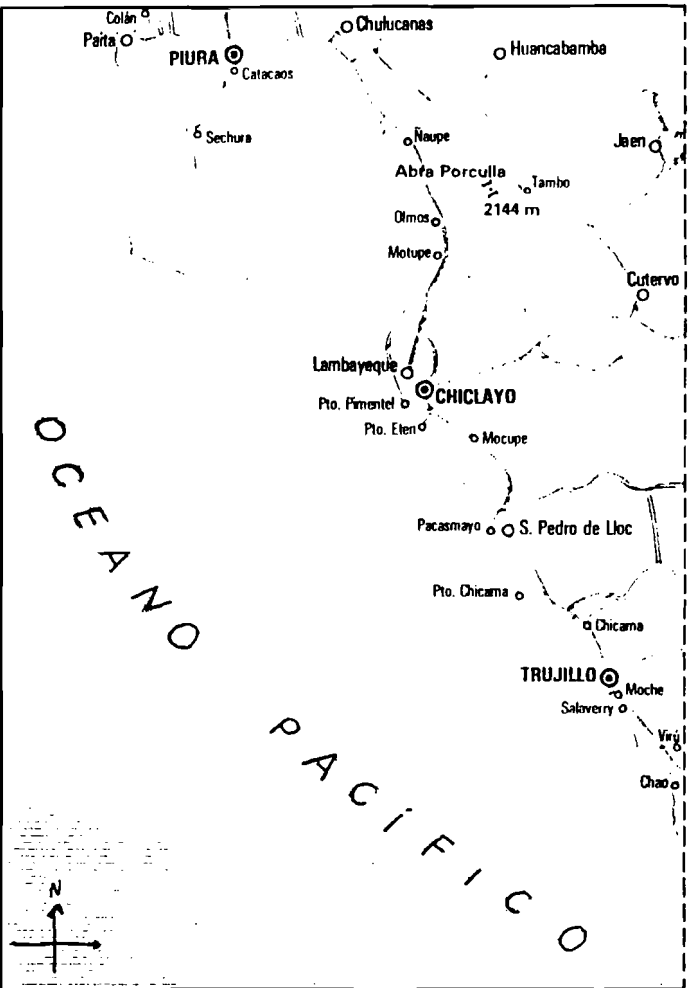 Colán
Paita
PIURA
Catacaos
Chulucanas
Huancabamba
Sechura
Ñaupe
Jaen
Abra Porculla
Tambo
2144 m
Olmos
Motupe
Cutervo
Lambayeque
CHICLAYO
Pto. Pimentel
Pto. Eten
Mocupe
Pacasmayo
S. Pedro de Lloc
Pto. Chicama
Chicama
TRUJILLO
Moche
Salaverry
Virú
Chao
OCEANO PACÍFICO
N